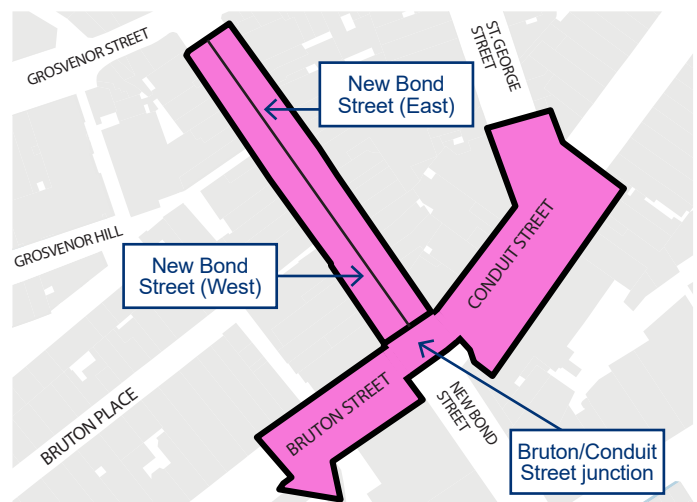 GROSVENOR STREET
ST. GEORGE
STREET
New Bond
Street (East)
GROSVENOR HILL
New Bond
Street (West)
CONDUIT STREET
BRUTON PLACE
BRUTON STREET
NEW BOND
STREET
Bruton/Conduit
Street junction